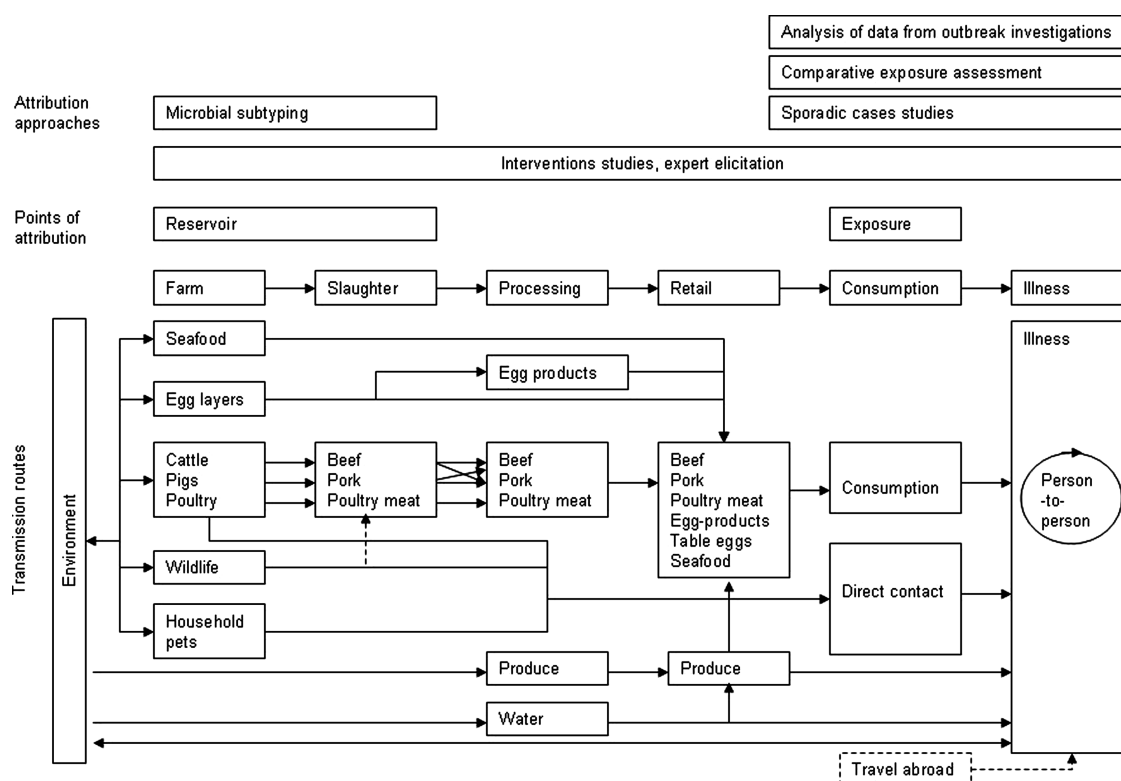 Analysis of data from outbreak investigations
Comparative exposure assessment
Attribution
approaches
Microbial subtyping
Sporadic cases studies
Interventions studies, expert elicitation
Points of
attribution
Reservoir
Exposure
Farm
Slaughter
Processing
Retail
Consumption
Illness
Transmission routes
Environment
Seafood
Egg layers
Egg products
Cattle
Pigs
Poultry
Beef
Pork
Poultry meat
Beef
Pork
Poultry meat
Beef
Pork
Poultry meat
Egg-products
Table eggs
Seafood
Consumption
Illness
Person
-to-
person
Wildlife
Household
pets
Direct contact
Produce
Produce
Water
Travel abroad